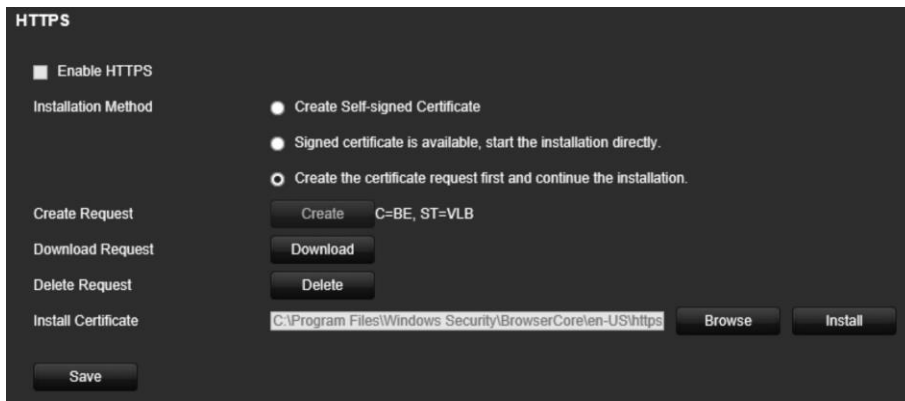 HTTPS
Enable HTTPS
Installation Method
Create Self-signed Certificate
Signed certificate is available, start the installation directly.
Create the certificate request first and continue the installation.
Create Request Create C=BE, ST=VLB
Download Request Download
Delete Request Delete
Install Certificate C:\Program Files\Windows Security\BrowserCore\en-US\https Browse Install
Save